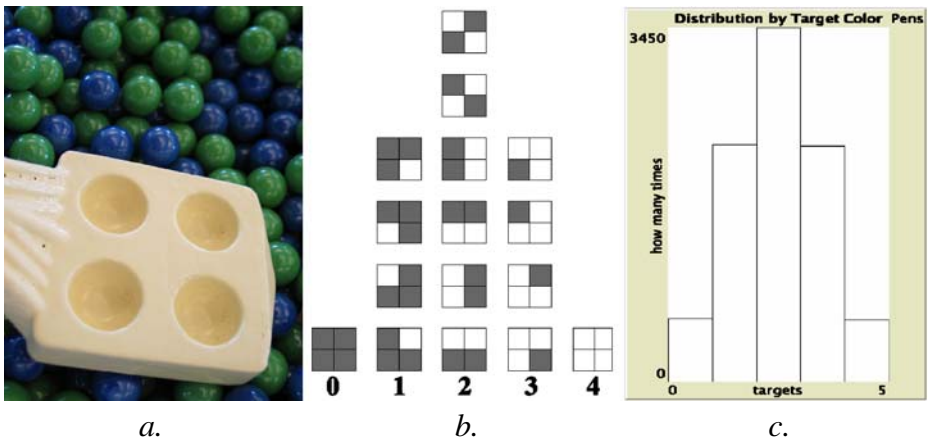 Distribution by Target Color Pens
3450
how many times
0
0 targets 5
0 1 2 3 4
a. b. c.